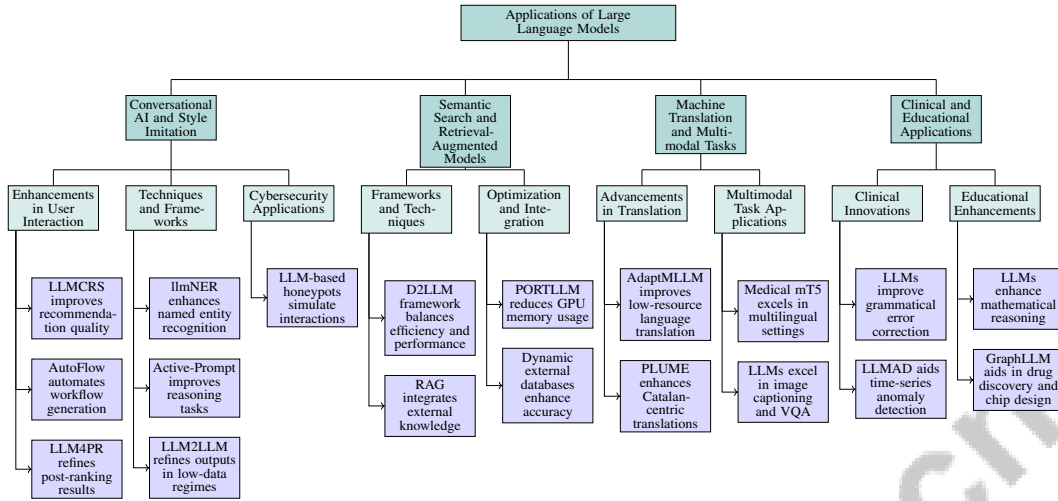 Applications of Large
Language Models
Conversational
AI and Style
Imitation
Semantic
Search and
Retrieval-
Augmented
Models
Machine
Translation
and Multi-
modal Tasks
Clinical and
Educational
Applications
Enhancements
in User
Interaction
Techniques
and Frame-
works
Cybersecurity
Applications
Frameworks
and Tech-
niques
Optimization
and Inte-
gration
Advancements
in Translation
Multimodal
Task Ap-
plications
Clinical
Innovations
Educational
Enhancements
LLMCRS
improves
recommenda-
tion quality
AutoFlow
automates
workflow
generation
LLM4PR
refines
post-ranking
results
llmNER
enhances
named entity
recognition
Active-Prompt
improves
reasoning
tasks
LLM2LLM
refines outputs
in low-data
regimes
LLM-based
honeypots
simulate
interactions
D2LLM
framework
balances
efficiency and
performance
RAG
integrates
external
knowledge
PORTLLM
reduces GPU
memory usage
Dynamic
external
databases
enhance
accuracy
AdaptMLLM
improves
low-resource
language
translation
PLUME
enhances
Catalan-
centric
translations
Medical mT5
excels in
multilingual
settings
LLMs excel
in image
captioning
and VQA
LLMs
improve
grammatical
error
correction
LLMAD aids
time-series
anomaly
detection
LLMs
enhance
mathematical
reasoning
GraphLLM
aids in drug
discovery and
chip design